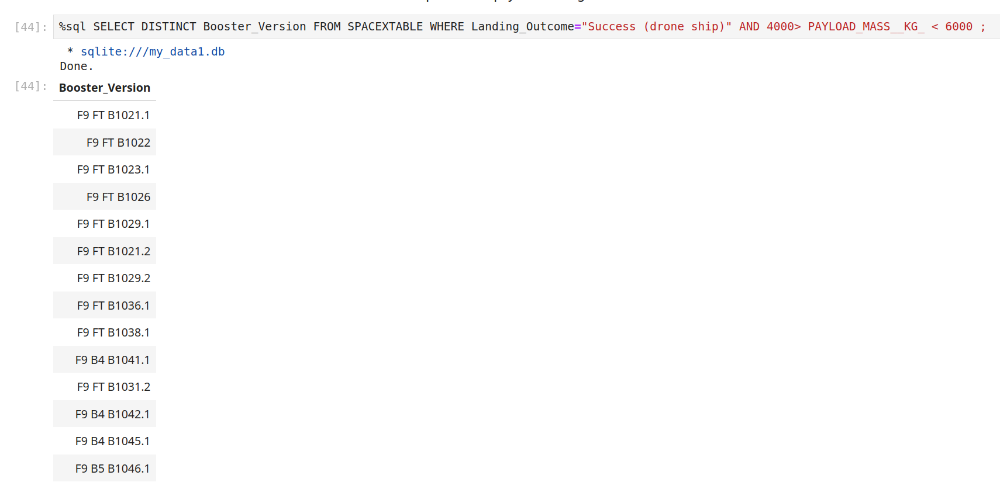 [44]: %sql SELECT DISTINCT Booster_Version FROM SPACEXTABLE WHERE Landing_Outcome="Success (drone ship)" AND 4000> PAYLOAD_MASS__KG_ < 6000 ;
* sqlite:///my_data1.db
Done.
[44]: Booster_Version
F9 FT B1021.1
F9 FT B1022
F9 FT B1023.1
F9 FT B1026
F9 FT B1029.1
F9 FT B1021.2
F9 FT B1029.2
F9 FT B1036.1
F9 FT B1038.1
F9 B4 B1041.1
F9 FT B1031.2
F9 B4 B1042.1
F9 B4 B1045.1
F9 B5 B1046.1